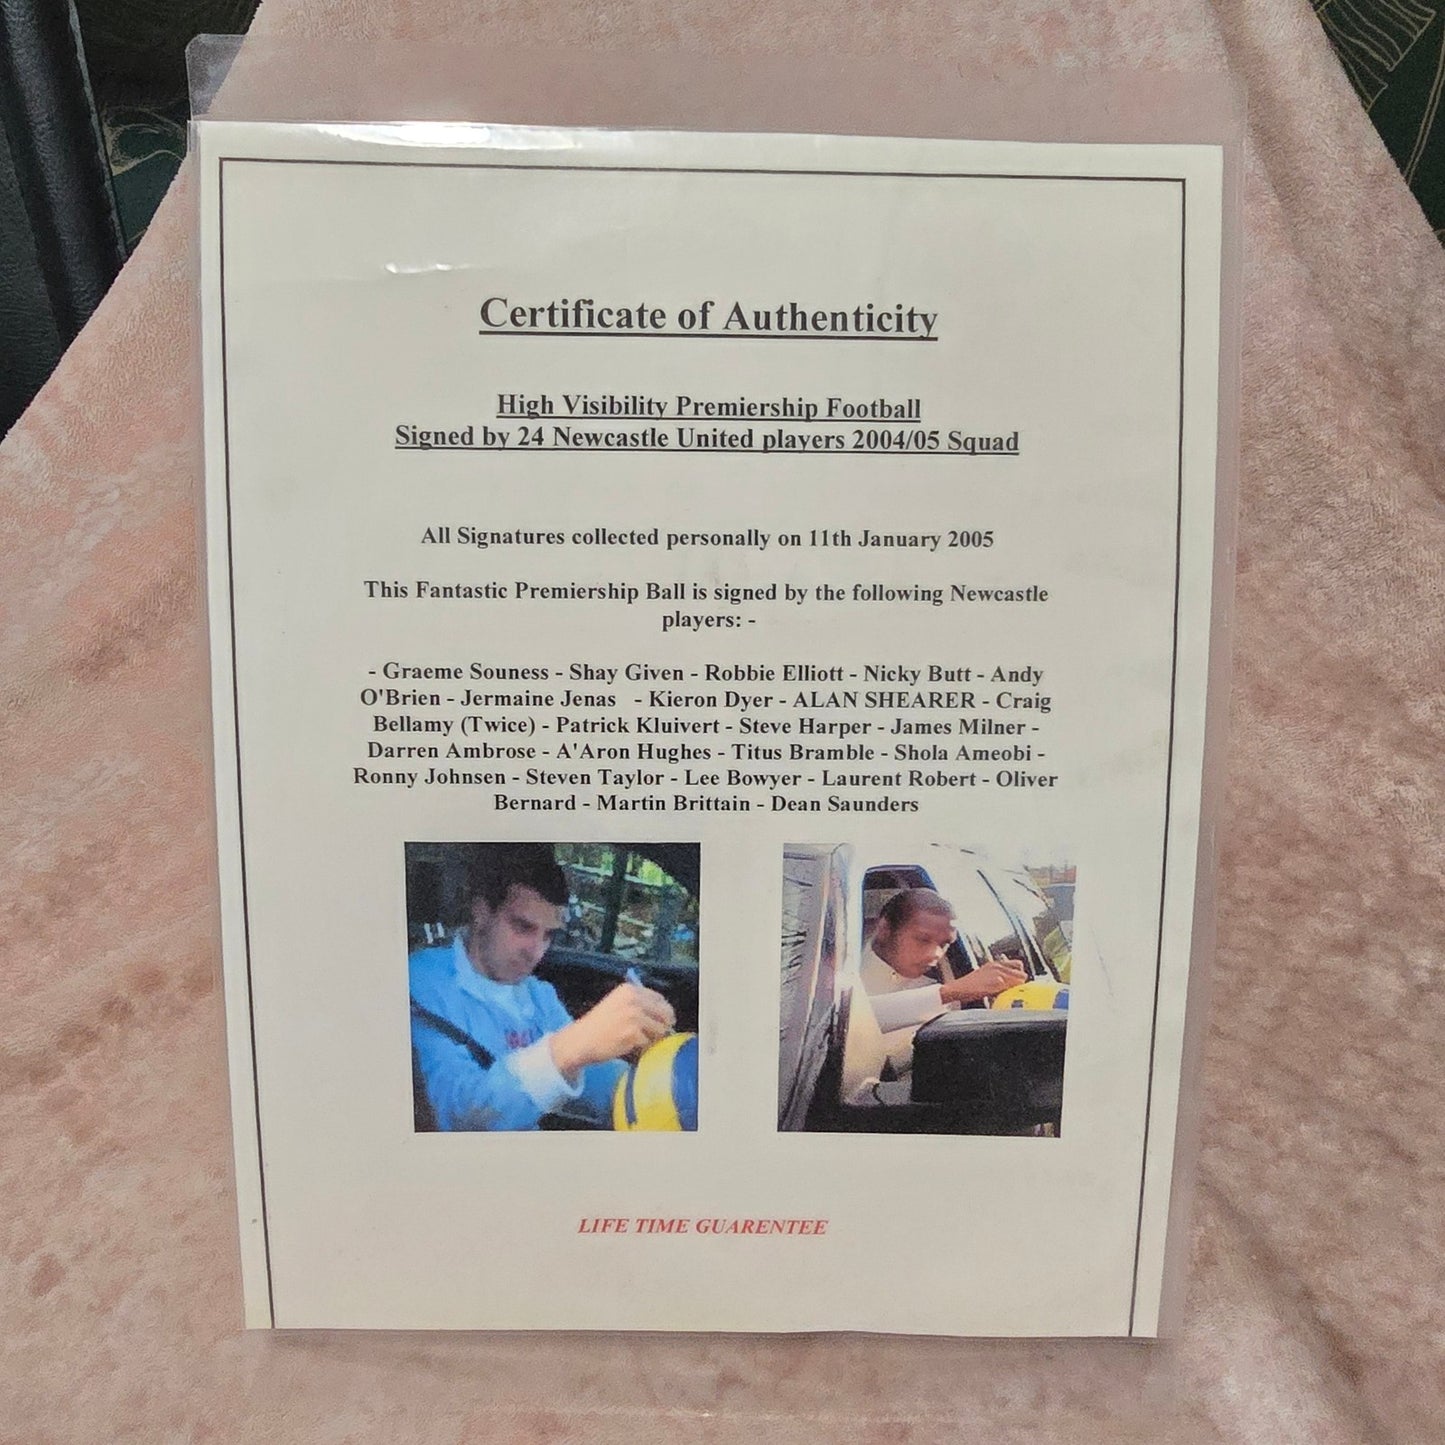 Certificate of Authenticity
High Visibility Premiership Football
Signed by 24 Newcastle United players 2004/05 Squad
All Signatures collected personally on 11th January 2005
This Fantastic Premiership Ball is signed by the following Newcastle
players: -
- Graeme Souness - Shay Given - Robbie Elliott - Nicky Butt - Andy
O'Brien - Jermaine Jenas - Kieron Dyer - ALAN SHEARER - Craig
Bellamy (Twice) - Patrick Kluivert - Steve Harper - James Milner -
Darren Ambrose - A'Aron Hughes - Titus Bramble - Shola Ameobi -
Ronny Johnsen - Steven Taylor - Lee Bowyer - Laurent Robert - Oliver
Bernard - Martin Brittain - Dean Saunders
LIFE TIME GUARENTEE